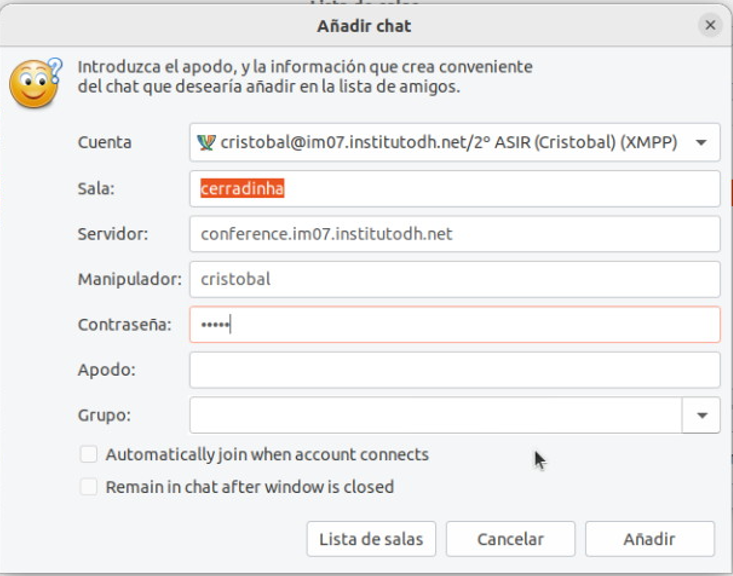 Lista de salas
Añadir chat
Introduzca el apodo, y la información que crea conveniente
del chat que desearía añadir en la lista de amigos.
Cuenta
cristobal@im07.institutodh.net/2º ASIR (Cristobal) (XMPP)
Sala:
cerradinha
Servidor:
conference.im07.institutodh.net
Manipulador:
cristobal
Contraseña:
•••••
Apodo:
Grupo:
Automatically join when account connects
Remain in chat after window is closed
Lista de salas
Cancelar
Añadir